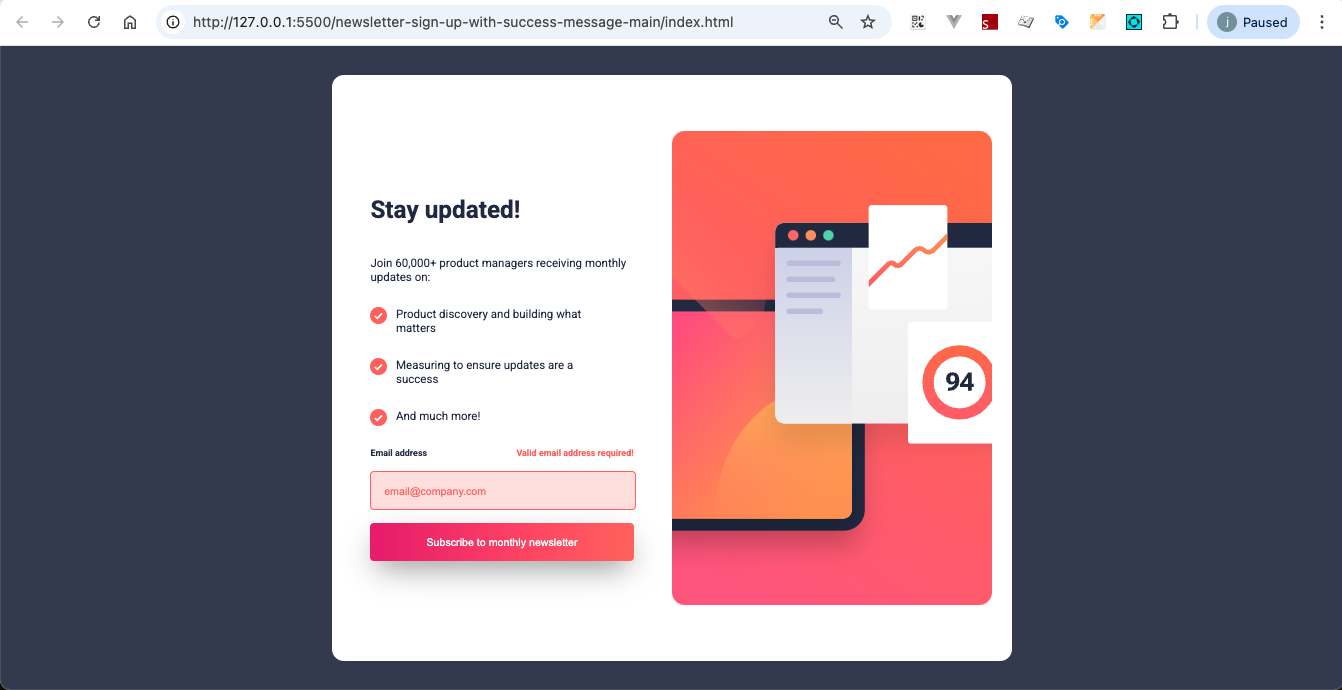 http://127.0.0.1:5500/newsletter-sign-up-with-success-message-main/index.html
S
j
Paused
Stay updated!
Join 60,000+ product managers receiving monthly
updates on:
Product discovery and building what
matters
Measuring to ensure updates are a
success
And much more!
Email address
Valid email address required!
email@company.com
Subscribe to monthly newsletter
94